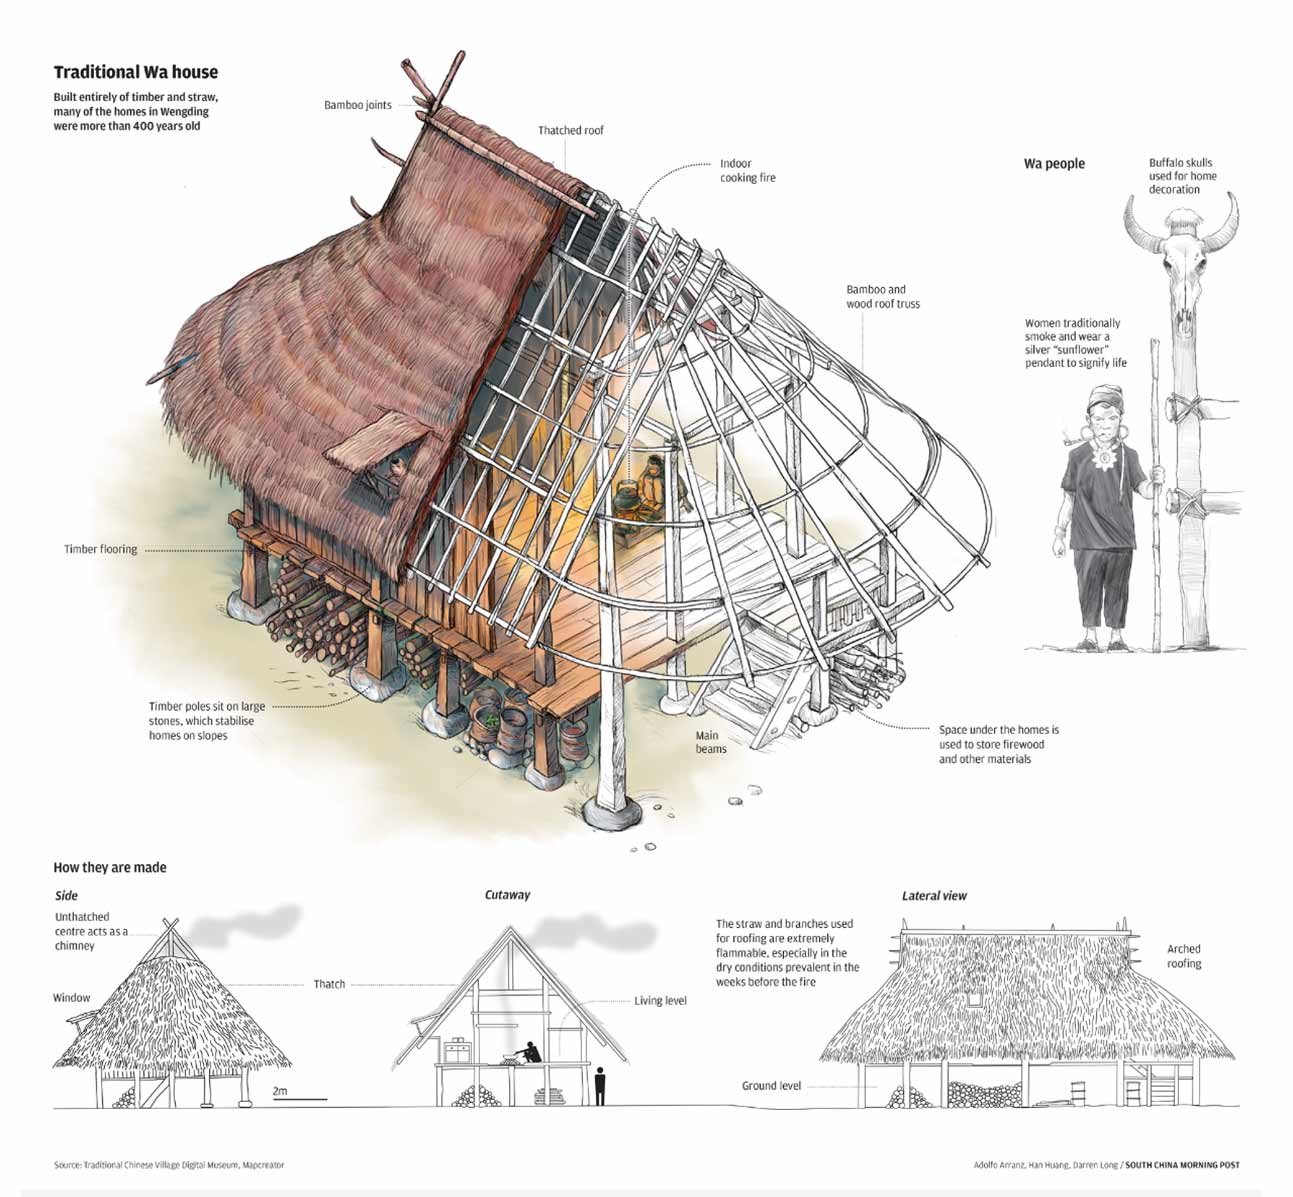 Traditional Wa house
Built entirely of timber and straw,
many of the homes in Wengding
were more than 400 years old
Bamboo joints
Thatched roof
Indoor
cooking fire
Bamboo and
wood roof truss
Wa people
Buffalo skulls
used for home
decoration
Women traditionally
smoke and wear a
silver “sunflower”
pendant to signify life
Timber flooring
Timber poles sit on large
stones, which stabilise
homes on slopes
Main
beams
Space under the homes is
used to store firewood
and other materials
How they are made
Side
Unthatched
centre acts as a
chimney
Window
2m
Thatch
Cutaway
Living level
The straw and branches used
for roofing are extremely
flammable, especially in the
dry conditions prevalent in the
weeks before the fire
Lateral view
Arched
roofing
Ground level
Source: Traditional Chinese Village Digital Museum, Mapcreator
Adolfo Arranz, Han Huang, Darren Long / SOUTH CHINA MORNING POST